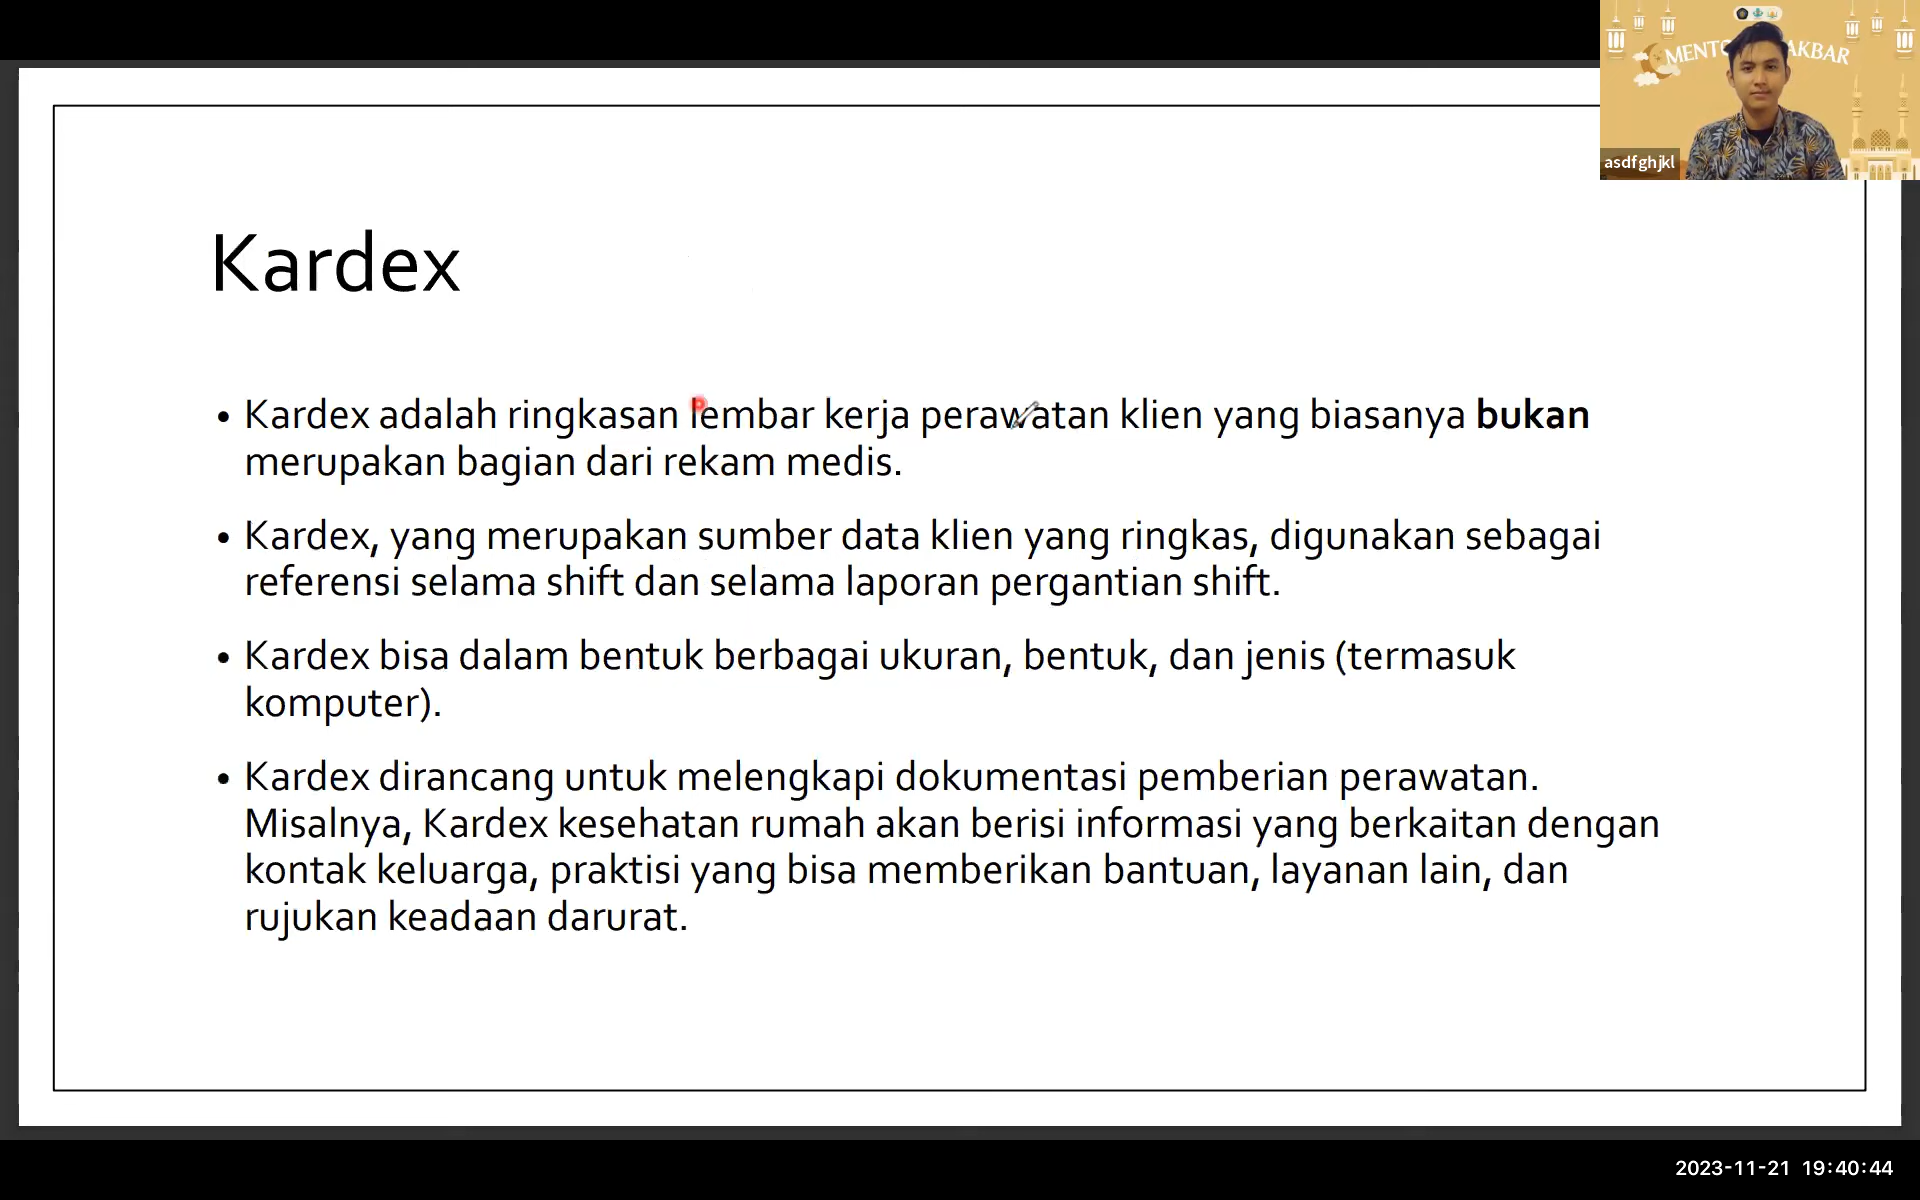 MENTO AKBAR
asdfghjkl
Kardex
• Kardex adalah ringkasan lembar kerja perawatan klien yang biasanya bukan
merupakan bagian dari rekam medis.
• Kardex, yang merupakan sumber data klien yang ringkas, digunakan sebagai
referensi selama shift dan selama laporan pergantian shift.
• Kardex bisa dalam bentuk berbagai ukuran, bentuk, dan jenis (termasuk
komputer).
• Kardex dirancang untuk melengkapi dokumentasi pemberian perawatan.
Misalnya, Kardex kesehatan rumah akan berisi informasi yang berkaitan dengan
kontak keluarga, praktisi yang bisa memberikan bantuan, layanan lain, dan
rujukan keadaan darurat.
2023-11-21 19:40:44